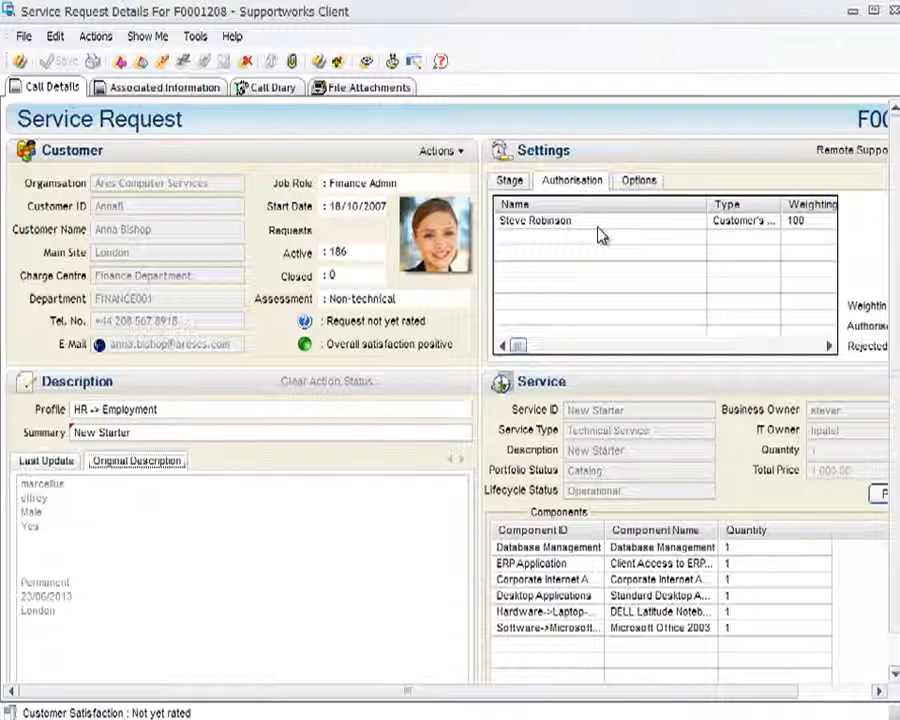 Service Request Details For F0001208 - Supportworks Client
File Edit Actions Show Me Tools Help
Save
Call Details Associated Information Call Diary File Attachments
Service Request
Customer Actions
Organisation Ares Computer Services
Customer ID AnnaB
Customer Name Anna Bishop
Main Site London
Charge Centre Finance Department
Department FINANCE001
Tel. No. +44 208 567 8918
E-Mail anna.bishop@arescs.com
Job Role : Finance Admin
Start Date : 18/10/2007
Requests
Active : 186
Closed : 0
Assessment : Non-technical
: Request not yet rated
: Overall satisfaction positive
Settings Remote Suppo
Stage Authorisation Options
Name Type Weighting
Steve Robinson Customer's ... 100
Weightin
Authoris
Rejected
Description Clear Action Status...
Profile HR -> Employment
Summary New Starter
Last Update Original Description
marcellus
Male
Yes
Permanent
23/06/2013
London
Service
Service ID New Starter
Service Type Technical Service
Description New Starter
Portfolio Status Catalog
Lifecycle Status Operational
Business Owner stevar
IT Owner hpatel
Quantity 1
Total Price 1,000.00
Components
Component ID Component Name Quantity
Database Management Database Management 1
ERP Application Client Access to ERP... 1
Corporate Internet A Corporate Internet A 1
Desktop Applications Standard Desktop A... 1
Hardware->Laptop-... DELL Latitude Noteb... 1
Software->Microsoft... Microsoft Office 2003 1
Customer Satisfaction : Not yet rated